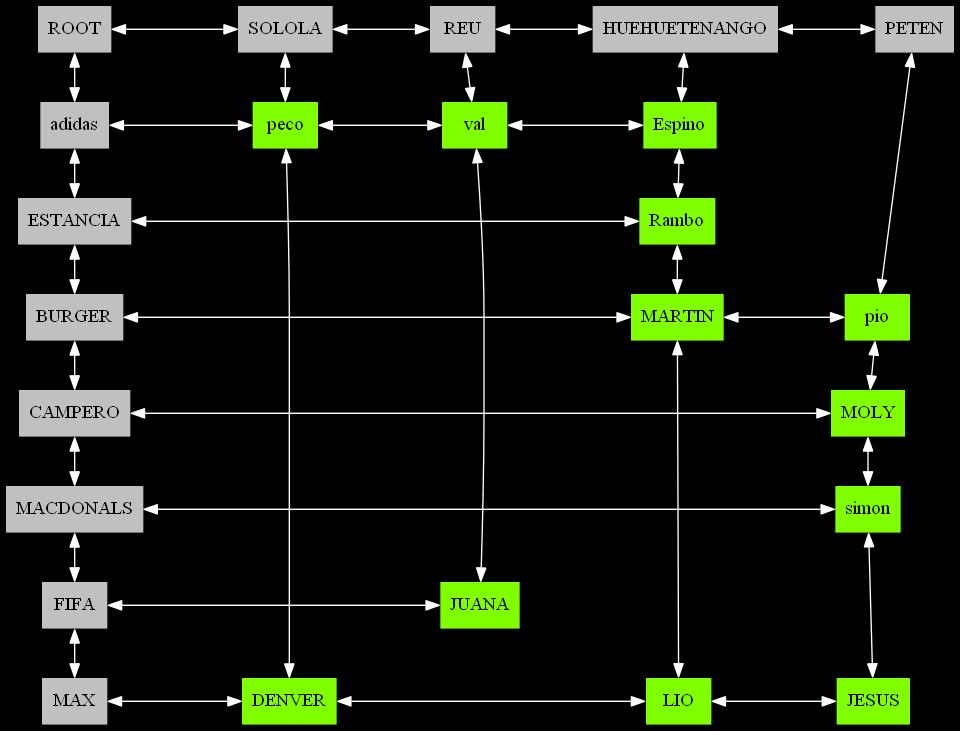 ROOT
SOLOLA
REU
HUEHUETENANGO
PETEN
adidas
peco
val
Espino
ESTANCIA
Rambo
BURGER
MARTIN
pio
CAMPERO
MOLY
MACDONALS
simon
FIFA
JUANA
MAX
DENVER
LIO
JESUS